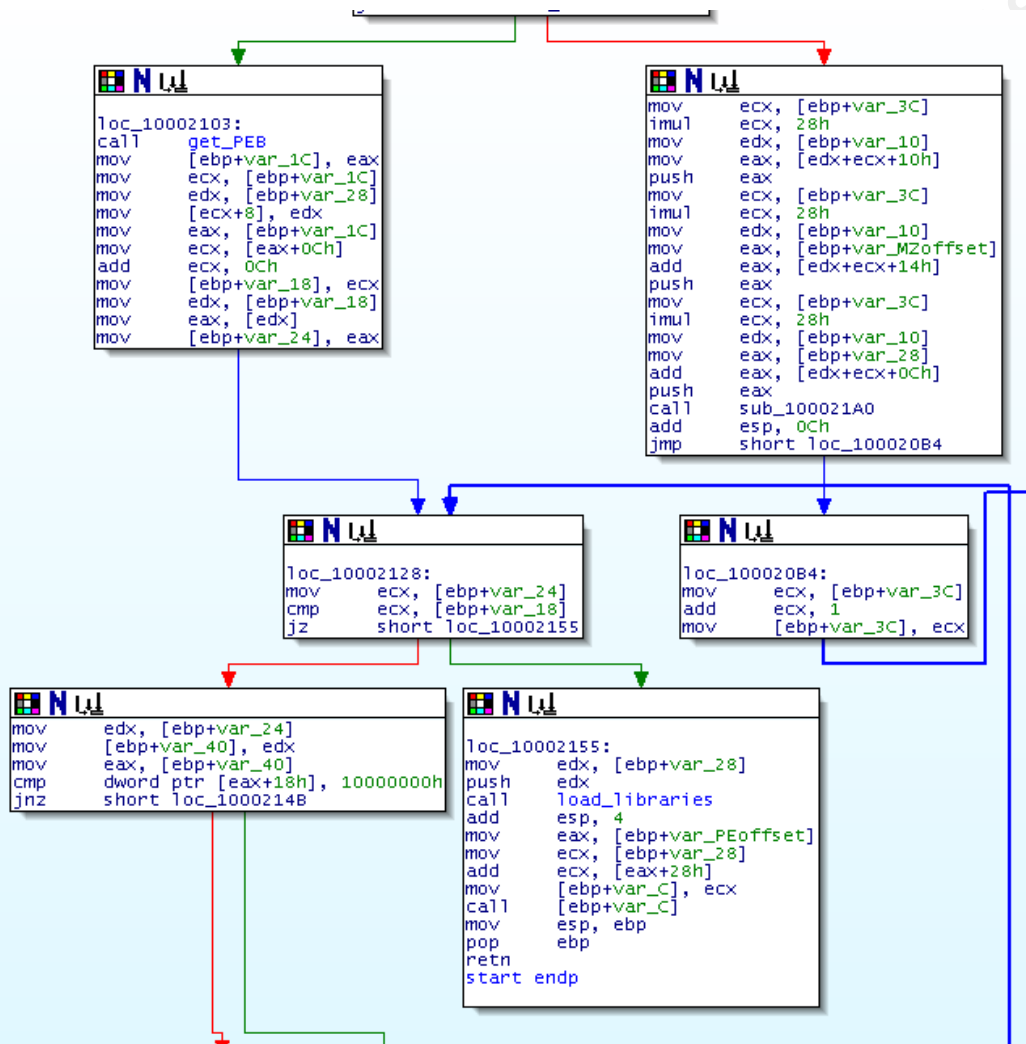 loc_10002103:
call get_PEB
mov [ebp+var_1C], eax
mov ecx, [ebp+var_1C]
mov edx, [ebp+var_28]
mov [ecx+8], edx
mov eax, [ebp+var_1C]
mov ecx, [eax+0Ch]
add ecx, 0Ch
mov [ebp+var_18], ecx
mov edx, [ebp+var_18]
mov eax, [edx]
mov [ebp+var_24], eax
mov ecx, [ebp+var_3C]
imul ecx, 28h
mov edx, [ebp+var_10]
mov eax, [edx+ecx+10h]
push eax
mov ecx, [ebp+var_3C]
imul ecx, 28h
mov edx, [ebp+var_10]
mov eax, [ebp+var_MZoffset]
add eax, [edx+ecx+14h]
push eax
mov ecx, [ebp+var_3C]
imul ecx, 28h
mov edx, [ebp+var_10]
mov eax, [ebp+var_28]
add eax, [edx+ecx+0Ch]
push eax
call sub_100021A0
add esp, 0Ch
jmp short loc_100020B4
loc_10002128:
mov ecx, [ebp+var_24]
cmp ecx, [ebp+var_18]
jz short loc_10002155
loc_100020B4:
mov ecx, [ebp+var_3C]
add ecx, 1
mov [ebp+var_3C], ecx
mov edx, [ebp+var_24]
mov [ebp+var_40], edx
mov eax, [ebp+var_40]
cmp dword ptr [eax+18h], 10000000h
jnz short loc_1000214B
loc_10002155:
mov edx, [ebp+var_28]
push edx
call load_libraries
add esp, 4
mov eax, [ebp+var_PEoffset]
mov ecx, [ebp+var_28]
add ecx, [eax+28h]
mov [ebp+var_C], ecx
call [ebp+var_C]
mov esp, ebp
pop ebp
retn
start endp